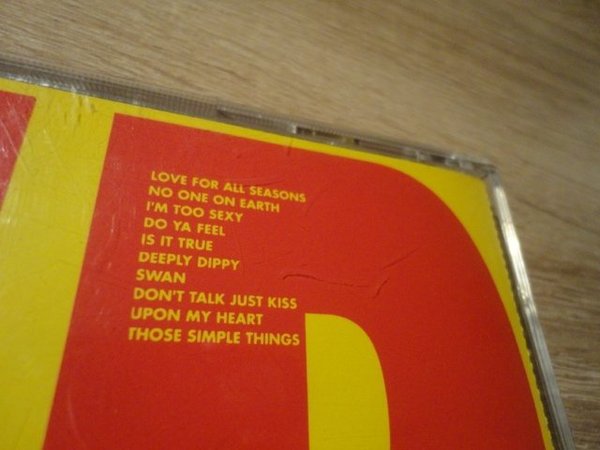 LOVE FOR ALL SEASONS
NO ONE ON EARTH
I'M TOO SEXY
DO YA FEEL
IS IT TRUE
DEEPLY DIPPY
SWAN
DON'T TALK JUST KISS
UPON MY HEART
THOSE SIMPLE THINGS